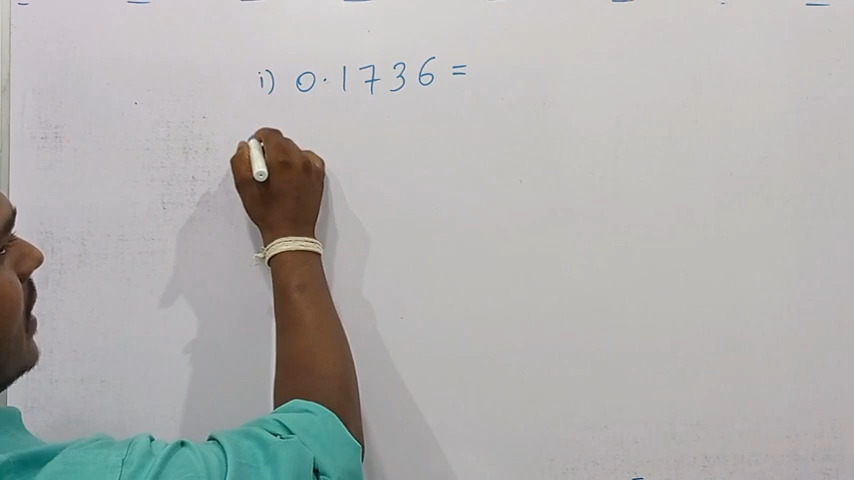 i) 0.1736 =